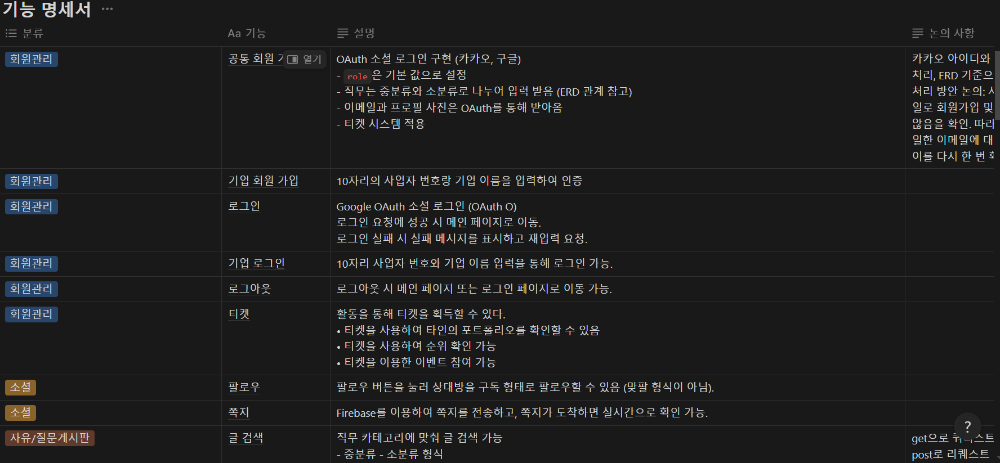 기능 명세서 ···
분류
Aa 기능
설명
논의 사항
회원관리
공통 회원
열기
OAuth 소셜 로그인 구현 (카카오, 구글)
- role은 기본 값으로 설정
- 직무는 중분류와 소분류로 나누어 입력 받음 (ERD 관계 참고)
- 이메일과 프로필 사진은 OAuth를 통해 받아옴
- 티켓 시스템 적용
카카오 아이디와
처리, ERD 기준으
처리 방안 논의:
일로 회원가입 및
않음을 확인. 따라
일한 이메일에 대
이를 다시 한 번
회원관리
기업 회원 가입
10자리의 사업자 번호랑 기업 이름을 입력하여 인증
회원관리
로그인
Google OAuth 소셜 로그인 (OAuth O)
로그인 요청에 성공 시 메인 페이지로 이동.
로그인 실패 시 실패 메시지를 표시하고 재입력 요청.
회원관리
기업 로그인
10자리 사업자 번호와 기업 이름 입력을 통해 로그인 가능.
회원관리
로그아웃
로그아웃 시 메인 페이지 또는 로그인 페이지로 이동 가능.
회원관리
티켓
활동을 통해 티켓을 획득할 수 있다.
• 티켓을 사용하여 타인의 포트폴리오를 확인할 수 있음
• 티켓을 사용하여 순위 확인 가능
• 티켓을 이용한 이벤트 참여 가능
소셜
팔로우
팔로우 버튼을 눌러 상대방을 구독 형태로 팔로우할 수 있음 (맞팔 형식이 아님).
소셜
쪽지
Firebase를 이용하여 쪽지를 전송하고, 쪽지가 도착하면 실시간으로 확인 가능.
자유/질문게시판
글 검색
직무 카테고리에 맞춰 글 검색 가능
- 중분류 - 소분류 형식
get으로
post로 리퀘스트
?